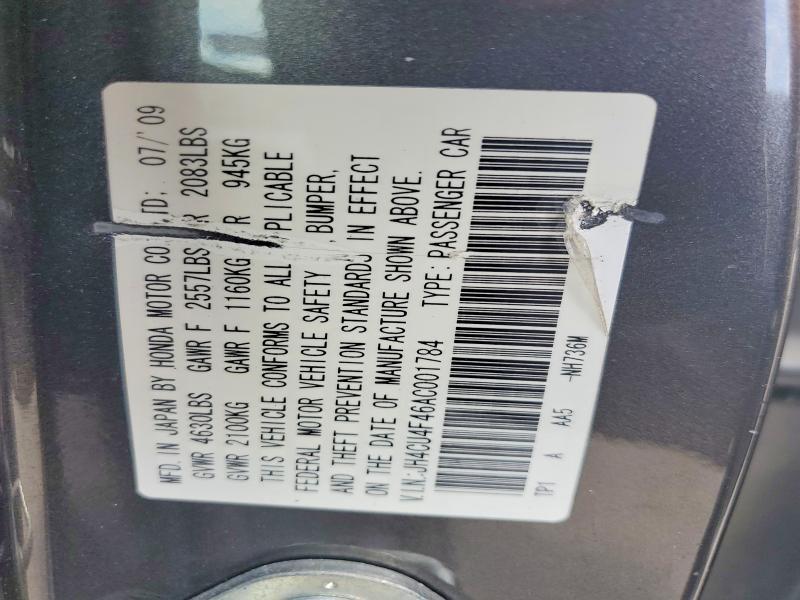 MFD. IN JAPAN BY HONDA MOTOR CO TD: 07/'09
GVWR 4630LBS GAWR F 2557LBS R 2083LBS
GVWR 2100KG GAWR F 1160KG R 945KG
THIS VEHICLE CONFORMS TO ALL PLICABLE
FEDERAL MOTOR VEHICLE SAFETY , BUMPER,
AND THEFT PREVENTION STANDARDS IN EFFECT
ON THE DATE OF MANUFACTURE SHOWN ABOVE.
V.I.N.:JH4CU4F46AC001784 TYPE:PASSENGER CAR
TP1 A AA5 -NH736M